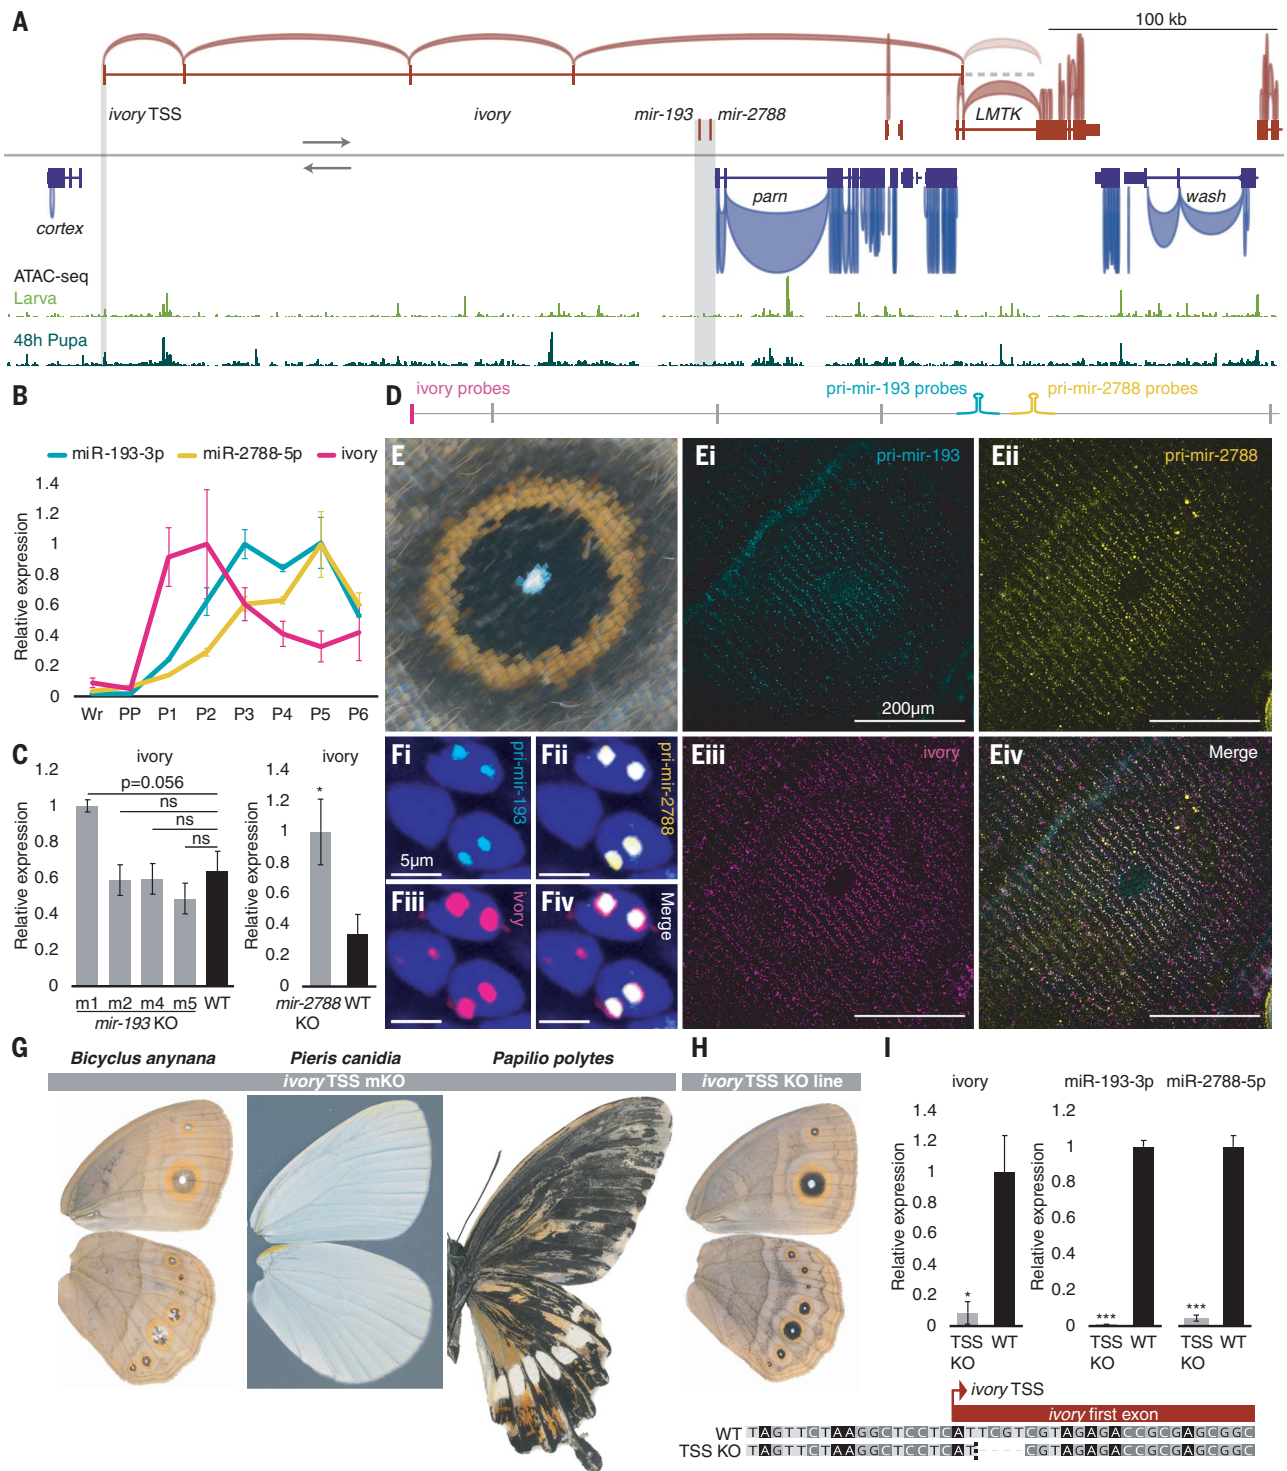 A
100 kb
ivory TSS
ivory
mir-193
mir-2788
LMTK
cortex
parn
wash
ATAC-seq
Larva
48h Pupa
B
miR-193-3p
miR-2788-5p
ivory
Relative expression
1.4
1.2
1
0.8
0.6
0.4
0.2
0
Wr PP P1 P2 P3 P4 P5 P6
C
ivory
Relative expression
1.2
1
0.8
0.6
0.4
0.2
0
p=0.056
ns
ns
ns
m1 m2 m4 m5 WT
mir-193 KO
ivory
Relative expression
1.4
1.2
1
0.8
0.6
0.4
0.2
0
*
mir-2788 WT
KO
D
ivory probes
pri-mir-193 probes
pri-mir-2788 probes
E
Ei
pri-mir-193
200μm
Eii
pri-mir-2788
Eiii
ivory
Eiv
Merge
Fi
pri-mir-193
5μm
Fii
pri-mir-2788
Fiii
ivory
Fiv
Merge
G
Bicyclus anynana
Pieris canidia
Papilio polytes
ivory TSS mKO
H
ivory TSS KO line
I
ivory
Relative expression
1.4
1.2
1
0.8
0.6
0.4
0.2
0
*
TSS WT
KO
miR-193-3p
miR-2788-5p
Relative expression
1.2
1
0.8
0.6
0.4
0.2
0
***
TSS WT
KO
***
TSS WT
KO
ivory TSS
ivory first exon
WT TAGTTCTAAGGCTCCTCATTCGTCGTAGAGACCGCGAGCGGC
TSS KO TAGTTCTAAGGCTCCTCAT----CGTAGAGACCGCGAGCGGC